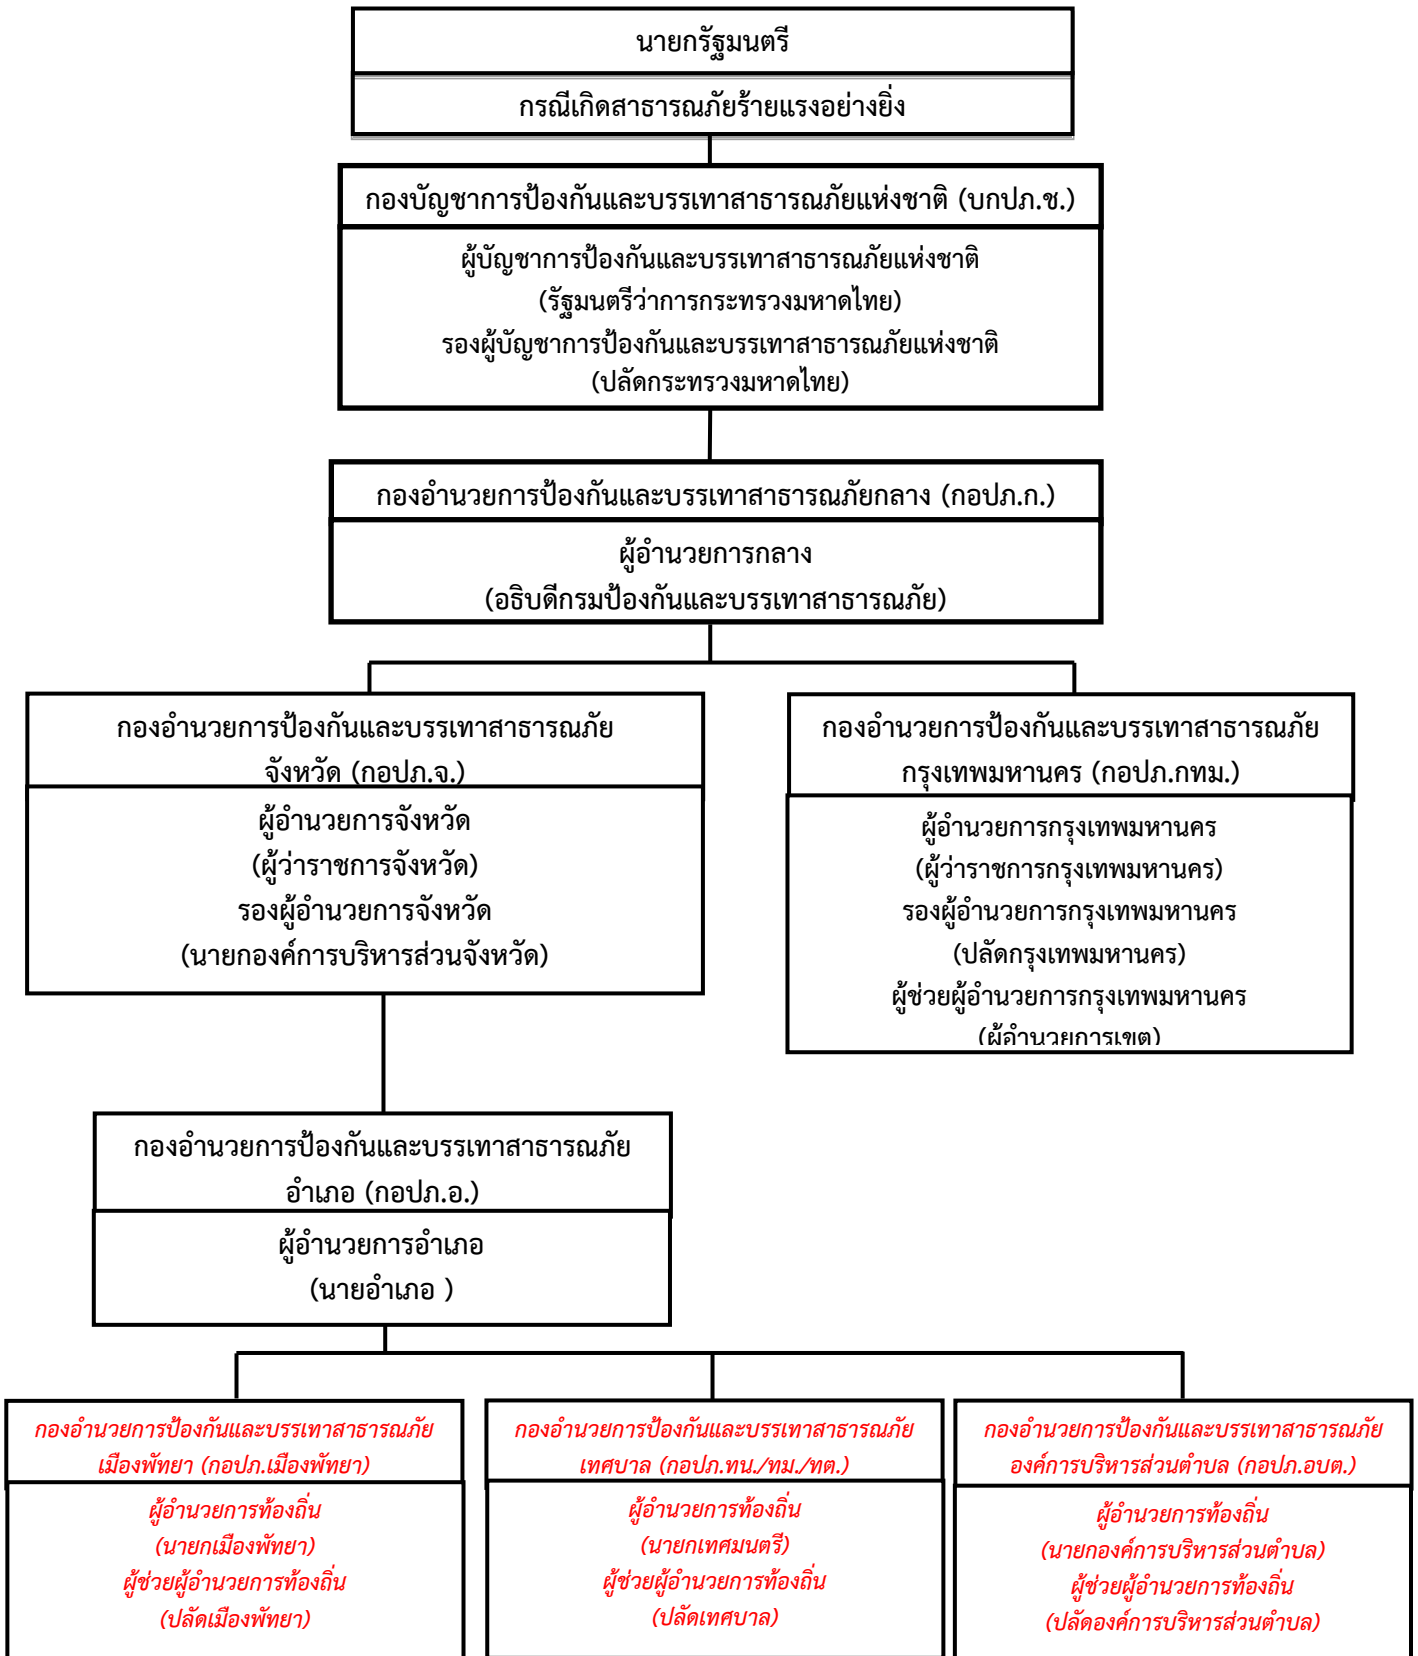 นายกรัฐมนตรี
กรณีเกิดสาธารณภัยร้ายแรงอย่างยิ่ง
กองบัญชาการป้องกันและบรรเทาสาธารณภัยแห่งชาติ (บกปภ.ช.)
ผู้บัญชาการป้องกันและบรรเทาสาธารณภัยแห่งชาติ
(รัฐมนตรีว่าการกระทรวงมหาดไทย)
รองผู้บัญชาการป้องกันและบรรเทาสาธารณภัยแห่งชาติ
(ปลัดกระทรวงมหาดไทย)
กองอำนวยการป้องกันและบรรเทาสาธารณภัยกลาง (กอปภ.ก.)
ผู้อำนวยการกลาง
(อธิบดีกรมป้องกันและบรรเทาสาธารณภัย)
กองอำนวยการป้องกันและบรรเทาสาธารณภัย
จังหวัด (กอปภ.จ.)
ผู้อำนวยการจังหวัด
(ผู้ว่าราชการจังหวัด)
รองผู้อำนวยการจังหวัด
(นายกองค์การบริหารส่วนจังหวัด)
กองอำนวยการป้องกันและบรรเทาสาธารณภัย
กรุงเทพมหานคร (กอปภ.กทม.)
ผู้อำนวยการกรุงเทพมหานคร
(ผู้ว่าราชการกรุงเทพมหานคร)
รองผู้อำนวยการกรุงเทพมหานคร
(ปลัดกรุงเทพมหานคร)
ผู้ช่วยผู้อำนวยการกรุงเทพมหานคร
(ผู้อำนวยการเขต)
กองอำนวยการป้องกันและบรรเทาสาธารณภัย
อำเภอ (กอปภ.อ.)
ผู้อำนวยการอำเภอ
(นายอำเภอ )
กองอำนวยการป้องกันและบรรเทาสาธารณภัย
เมืองพัทยา (กอปภ.เมืองพัทยา)
ผู้อำนวยการท้องถิ่น
(นายกเมืองพัทยา)
ผู้ช่วยผู้อำนวยการท้องถิ่น
(ปลัดเมืองพัทยา)
กองอำนวยการป้องกันและบรรเทาสาธารณภัย
เทศบาล (กอปภ.ทน./ทม./ทต.)
ผู้อำนวยการท้องถิ่น
(นายกเทศมนตรี)
ผู้ช่วยผู้อำนวยการท้องถิ่น
(ปลัดเทศบาล)
กองอำนวยการป้องกันและบรรเทาสาธารณภัย
องค์การบริหารส่วนตำบล (กอปภ.อบต.)
ผู้อำนวยการท้องถิ่น
(นายกองค์การบริหารส่วนตำบล)
ผู้ช่วยผู้อำนวยการท้องถิ่น
(ปลัดองค์การบริหารส่วนตำบล)